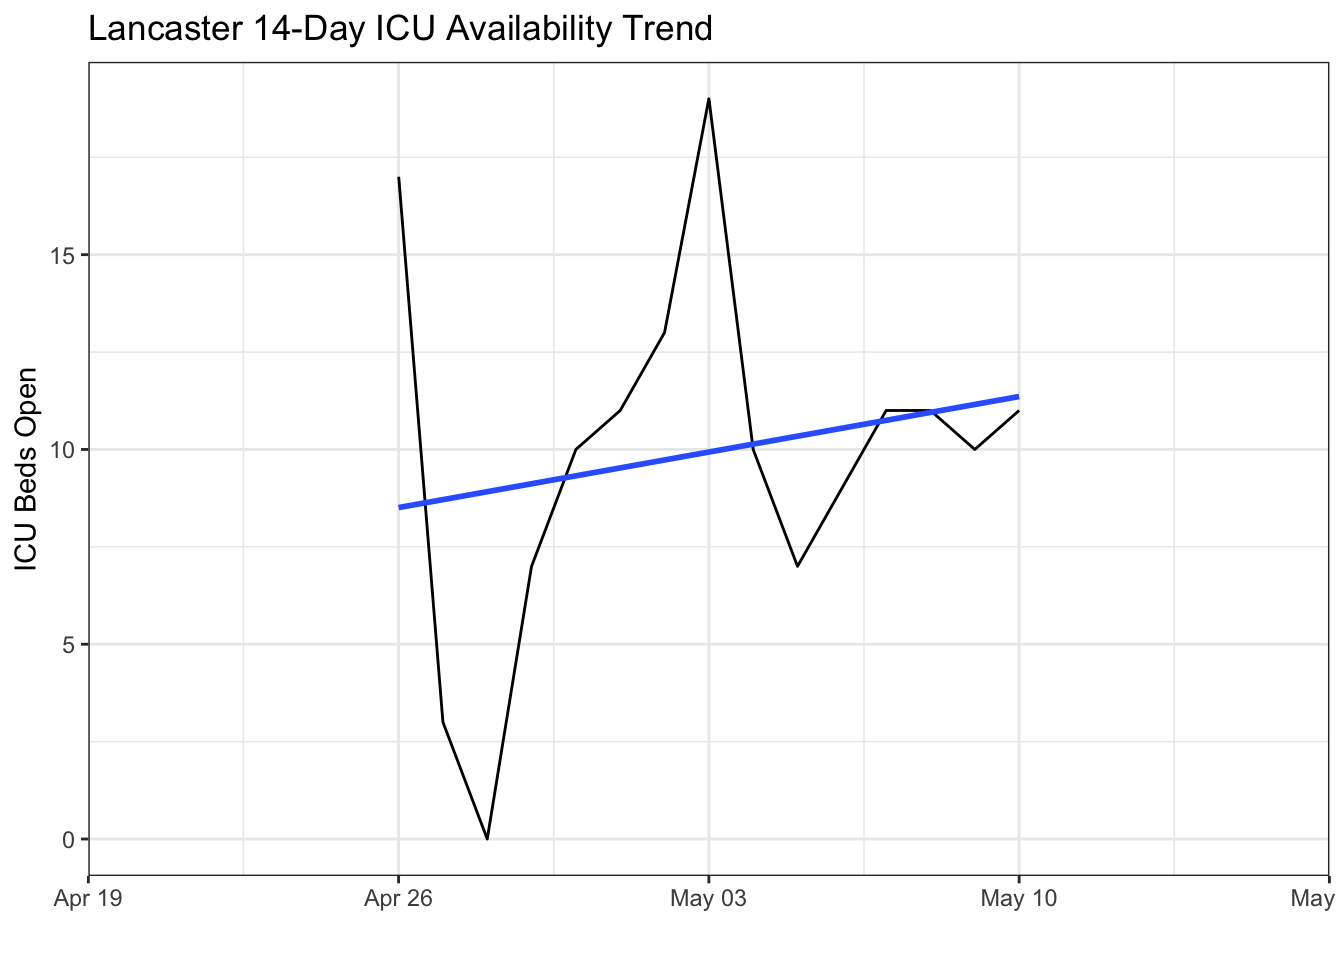 Lancaster 14-Day ICU Availability Trend
ICU Beds Open
15
10
5
0
Apr 19
Apr 26
May 03
May 10
May